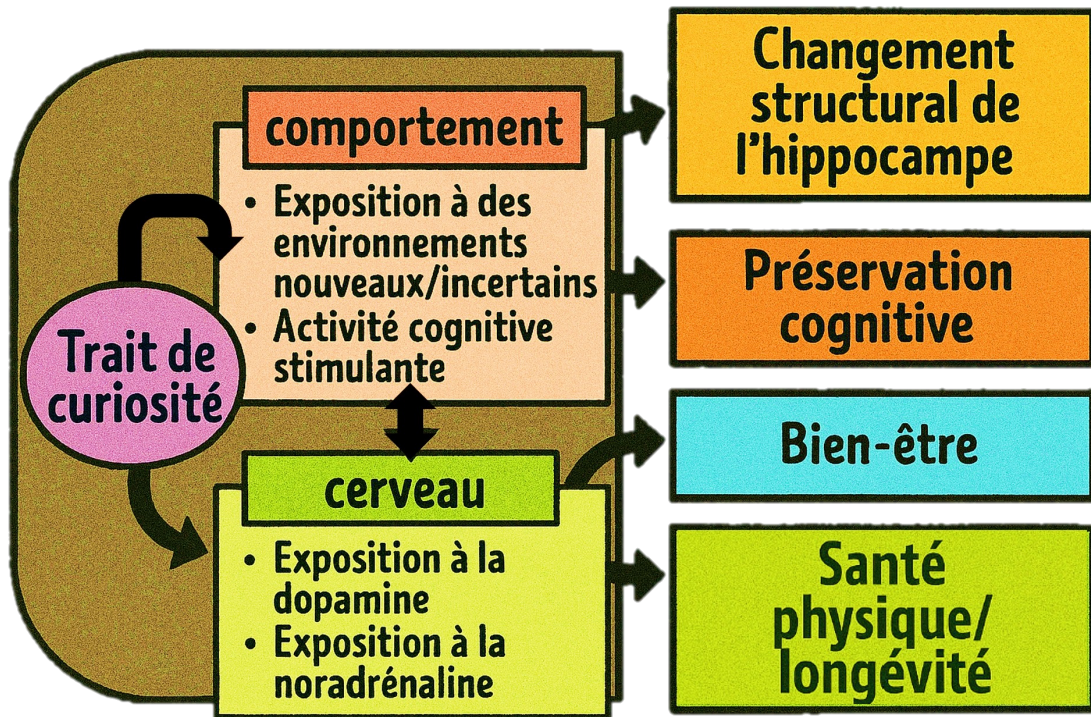 Trait de
curiosité
comportement
• Exposition à des
environnements
nouveaux/incertains
• Activité cognitive
stimulante
cerveau
• Exposition à la
dopamine
• Exposition à la
noradrénaline
Changement
structural de
l'hippocampe
Préservation
cognitive
Bien-être
Santé
physique/
longévité